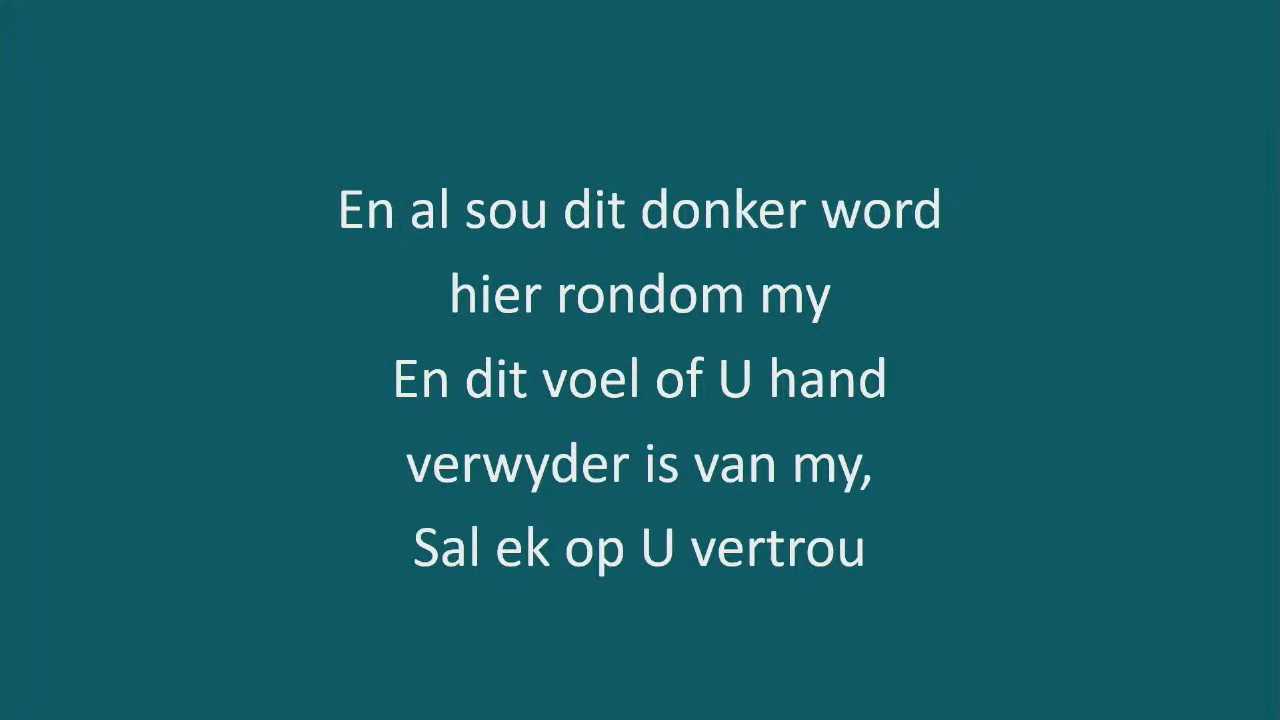 En al sou dit donker word
hier rondom my
En dit voel of U hand
verwyder is van my,
Sal ek op U vertrou